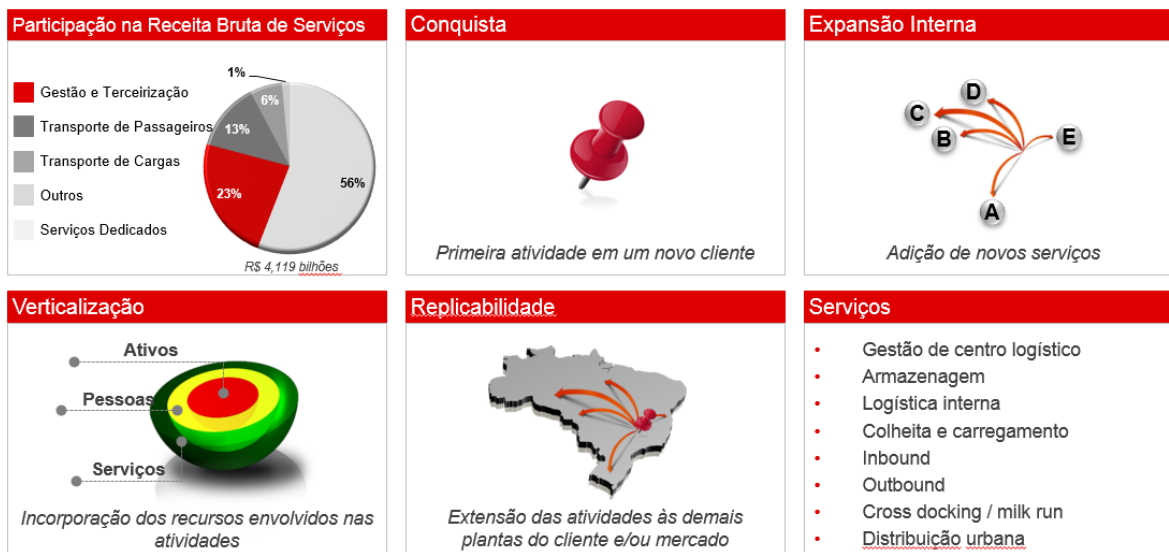 Participação na Receita Bruta de Serviços
Gestão e Terceirização
Transporte de Passageiros
Transporte de Cargas
Outros
Serviços Dedicados
1%
6%
13%
23%
56%
R$ 4,119 bilhões
Conquista
Primeira atividade em um novo cliente
Expansão Interna
D
C
B
E
A
Adição de novos serviços
Verticalização
Ativos
Pessoas
Serviços
Incorporação dos recursos envolvidos nas
atividades
Replicabilidade
Extensão das atividades às demais
plantas do cliente e/ou mercado
Serviços
• Gestão de centro logístico
• Armazenagem
• Logística interna
• Colheita e carregamento
• Inbound
• Outbound
• Cross docking / milk run
• Distribuição urbana